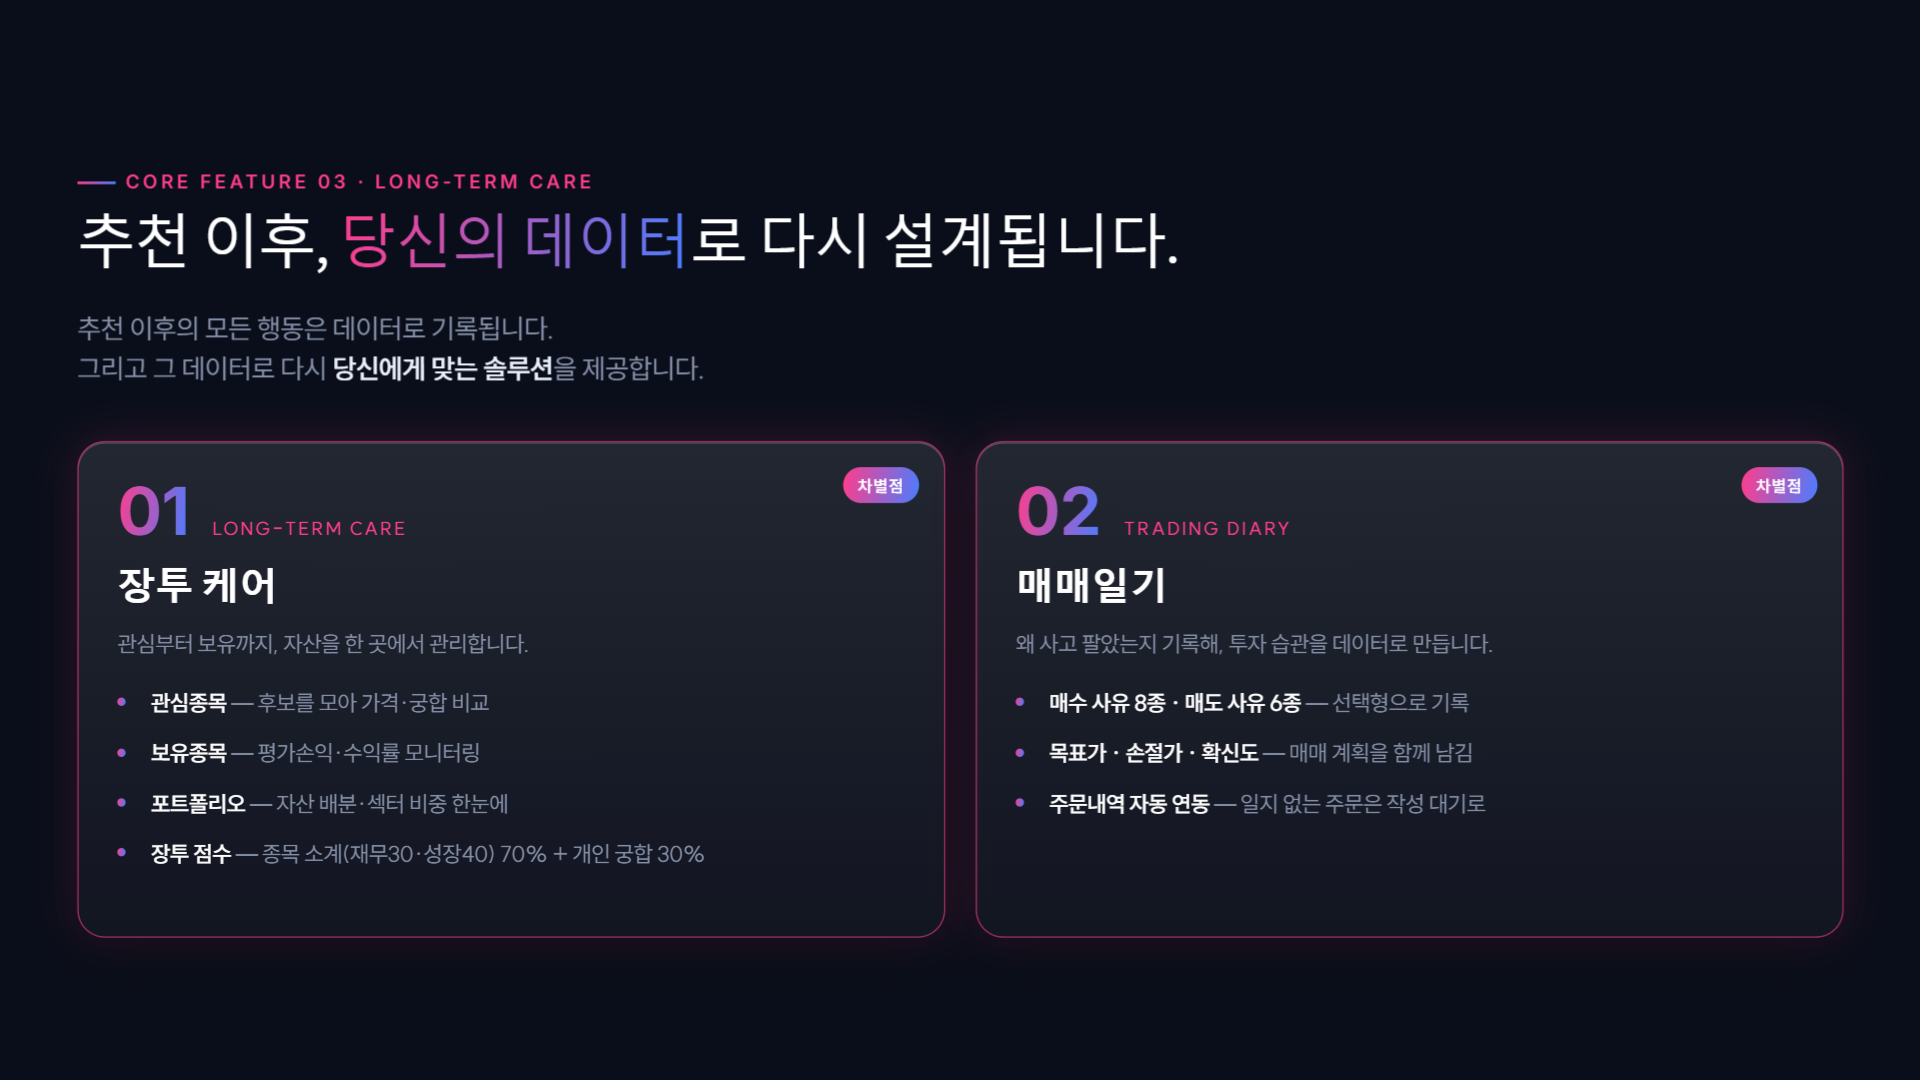 CORE FEATURE 03 · LONG-TERM CARE
추천 이후, 당신의 데이터로 다시 설계됩니다.
추천 이후의 모든 행동은 데이터로 기록됩니다.
그리고 그 데이터로 다시 당신에게 맞는 솔루션을 제공합니다.
차별점
01 LONG-TERM CARE
장투 케어
관심부터 보유까지, 자산을 한 곳에서 관리합니다.
관심종목 — 후보를 모아 가격·궁합 비교
보유종목 — 평가손익·수익률 모니터링
포트폴리오 — 자산 배분·섹터 비중 한눈에
장투 점수 — 종목 소계(재무30·성장40) 70% + 개인 궁합 30%
차별점
02 TRADING DIARY
매매일기
왜 사고 팔았는지 기록해, 투자 습관을 데이터로 만듭니다.
매수 사유 8종 · 매도 사유 6종 — 선택형으로 기록
목표가 · 손절가 · 확신도 — 매매 계획을 함께 남김
주문내역 자동 연동 — 일지 없는 주문은 작성 대기로